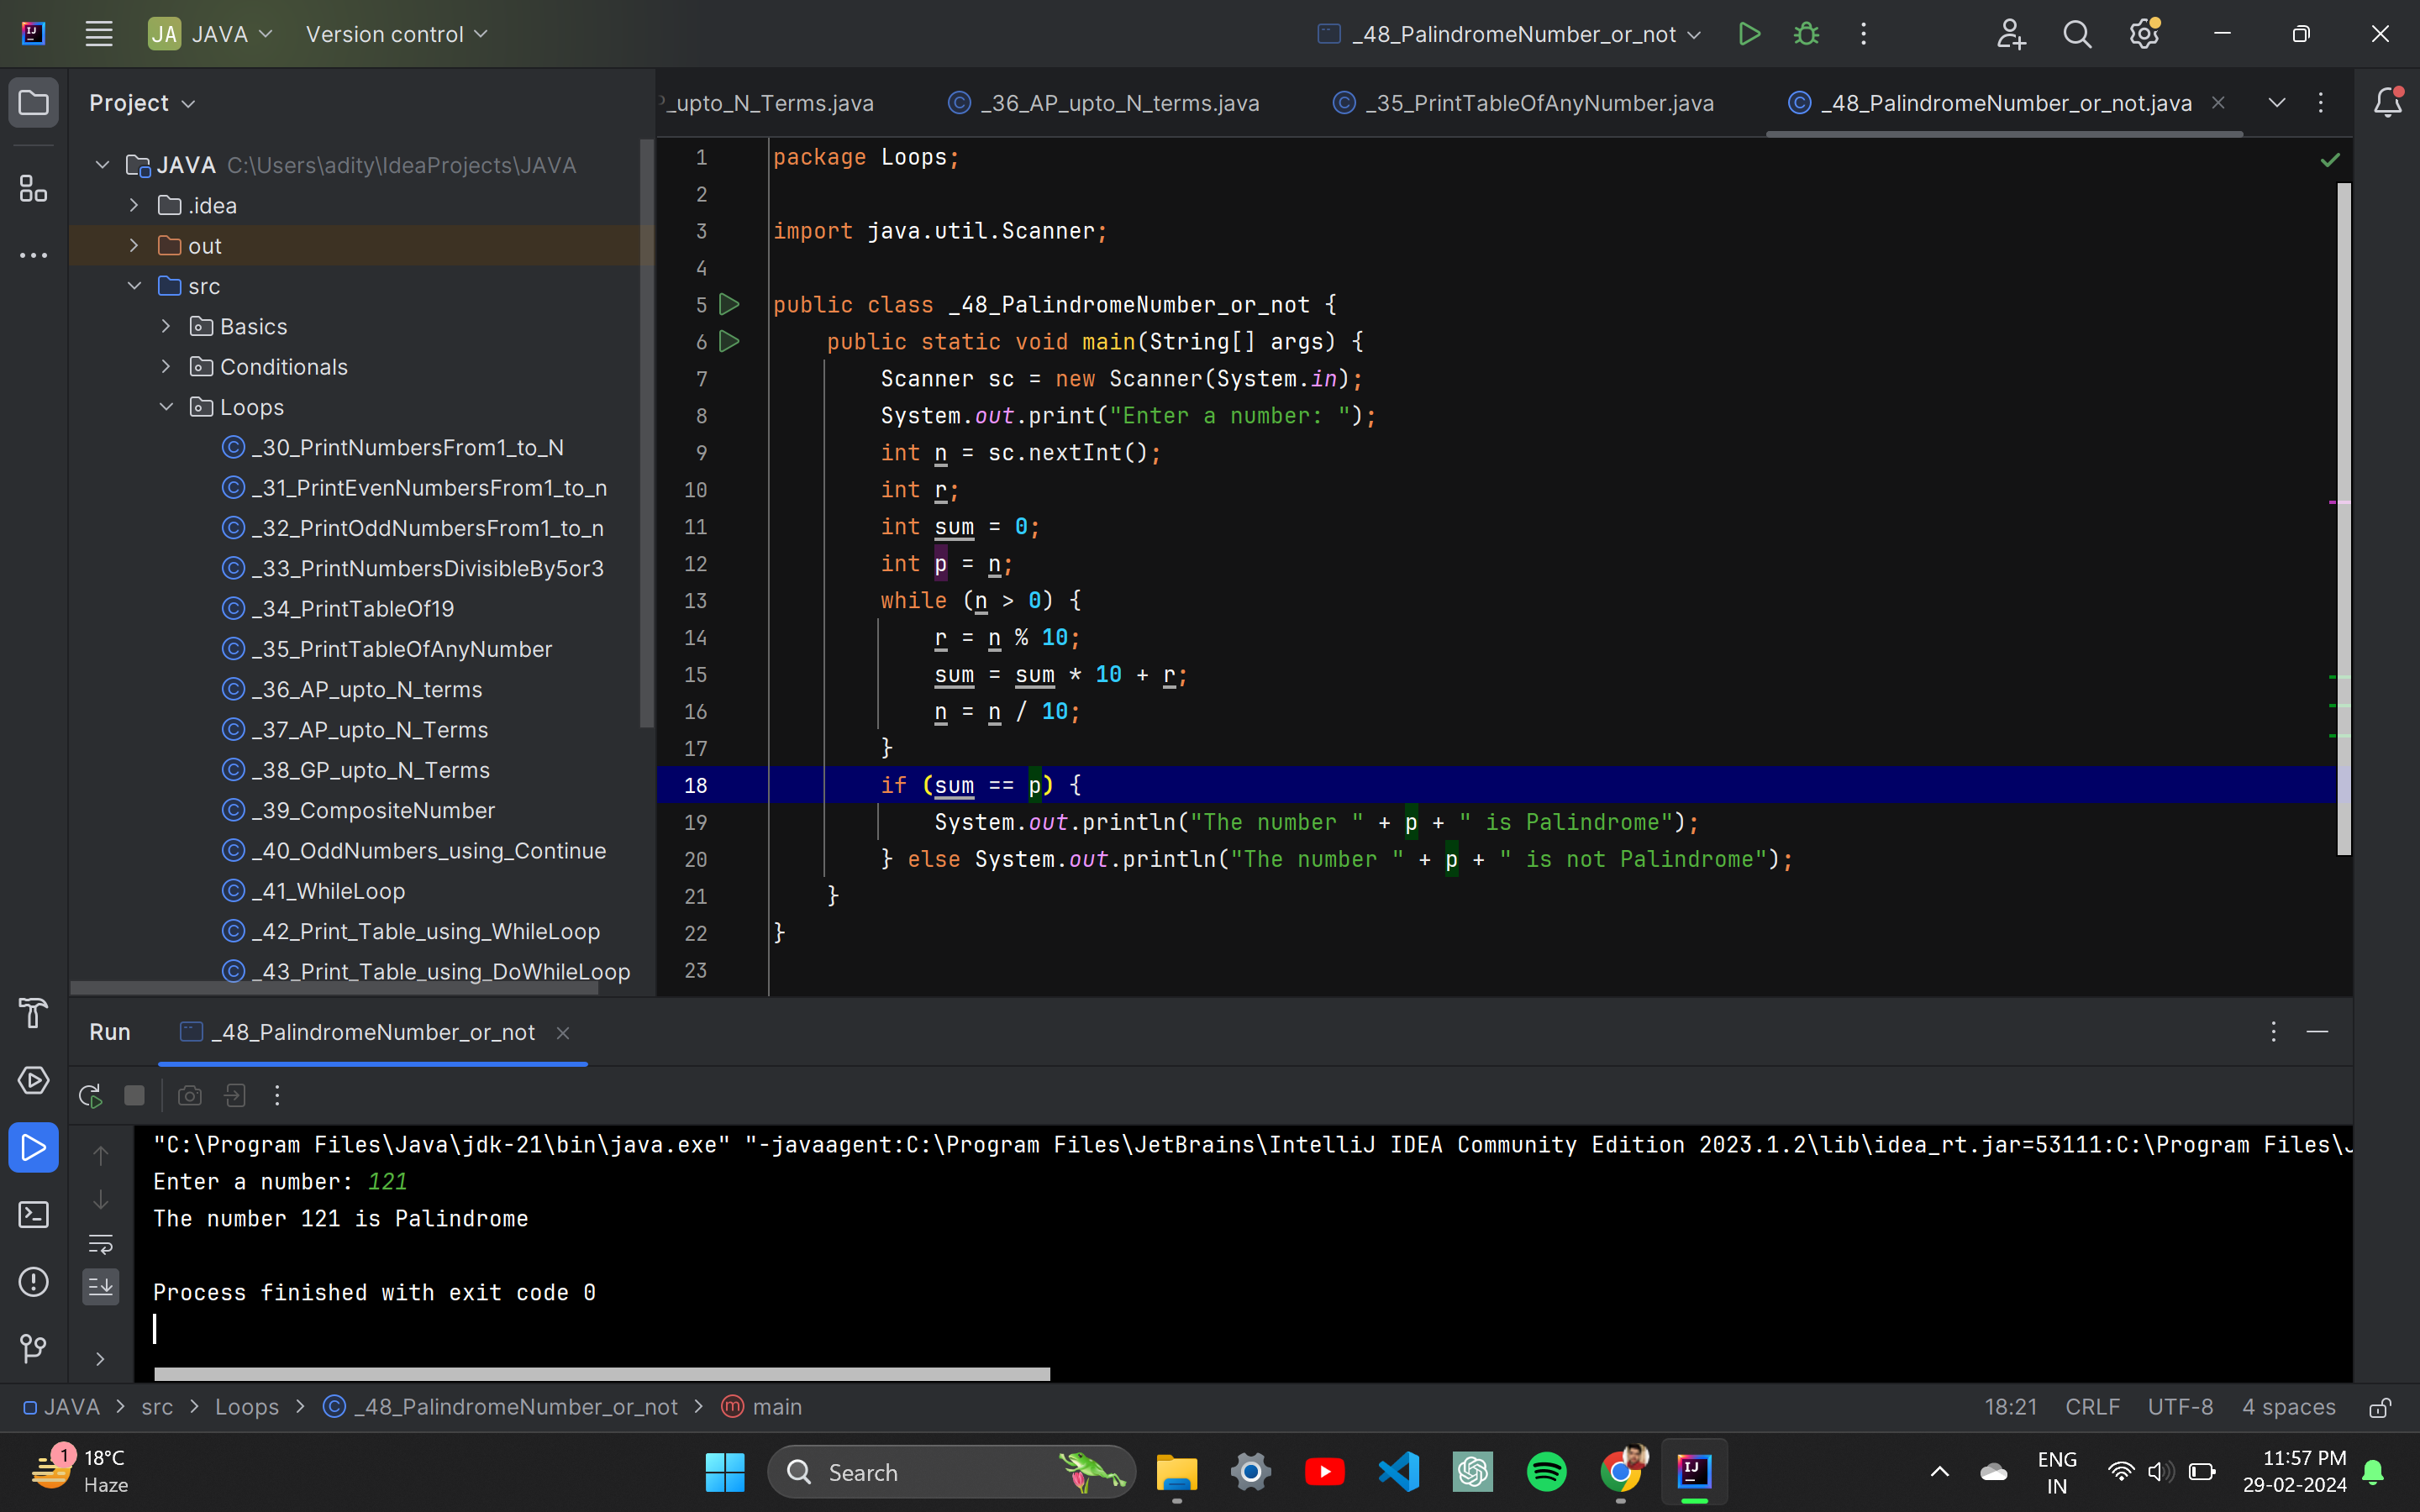 JA JAVA Version control _48_PalindromeNumber_or_not
Project
_upto_N_Terms.java _36_AP_upto_N_terms.java _35_PrintTableOfAnyNumber.java _48_PalindromeNumber_or_not.java
JAVA C:\Users\adity\IdeaProjects\JAVA
.idea
out
src
Basics
Conditionals
Loops
_30_PrintNumbersFrom1_to_N
_31_PrintEvenNumbersFrom1_to_n
_32_PrintOddNumbersFrom1_to_n
_33_PrintNumbersDivisibleBy5or3
_34_PrintTableOf19
_35_PrintTableOfAnyNumber
_36_AP_upto_N_terms
_37_AP_upto_N_Terms
_38_GP_upto_N_Terms
_39_CompositeNumber
_40_OddNumbers_using_Continue
_41_WhileLoop
_42_Print_Table_using_WhileLoop
_43_Print_Table_using_DoWhileLoop
1 package Loops;
2
3 import java.util.Scanner;
4
5 public class _48_PalindromeNumber_or_not {
6 public static void main(String[] args) {
7 Scanner sc = new Scanner(System.in);
8 System.out.print("Enter a number: ");
9 int n = sc.nextInt();
10 int r;
11 int sum = 0;
12 int p = n;
13 while (n > 0) {
14 r = n % 10;
15 sum = sum * 10 + r;
16 n = n / 10;
17 }
18 if (sum == p) {
19 System.out.println("The number " + p + " is Palindrome");
20 } else System.out.println("The number " + p + " is not Palindrome");
21 }
22 }
23
Run _48_PalindromeNumber_or_not
"C:\Program Files\Java\jdk-21\bin\java.exe" "-javaagent:C:\Program Files\JetBrains\IntelliJ IDEA Community Edition 2023.1.2\lib\idea_rt.jar=53111:C:\Program Files\J
Enter a number: 121
The number 121 is Palindrome
Process finished with exit code 0
JAVA > src > Loops > _48_PalindromeNumber_or_not > main 18:21 CRLF UTF-8 4 spaces
1 18°C
Haze
Search
ENG
IN
11:57 PM
29-02-2024